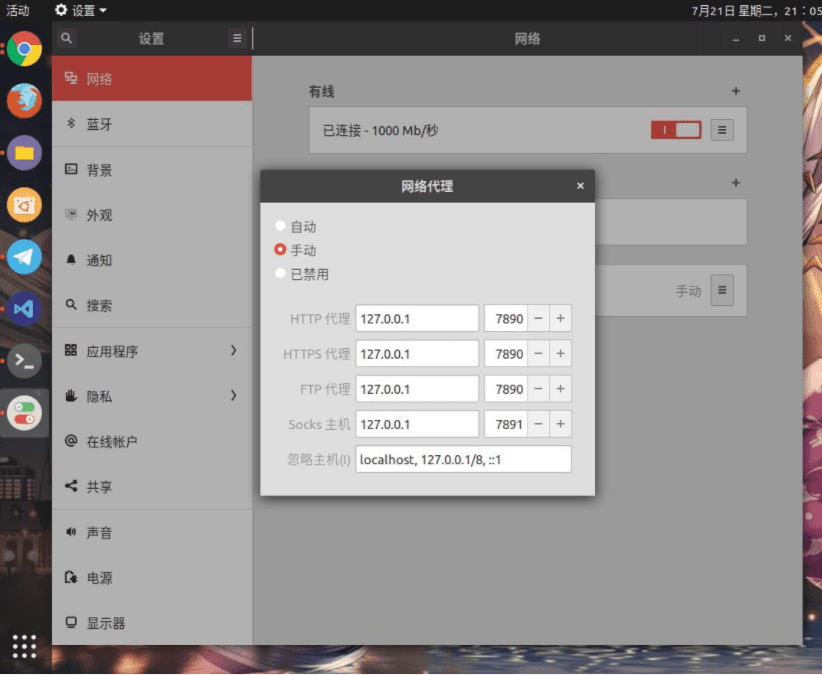 活动 设置 7月21日 星期二, 21：05
设置 网络
网络
蓝牙
背景
外观
通知
搜索
应用程序
隐私
在线帐户
共享
声音
电源
显示器
有线
已连接 - 1000 Mb/秒
手动
网络代理
自动
手动
已禁用
HTTP 代理 127.0.0.1 7890 − +
HTTPS 代理 127.0.0.1 7890 − +
FTP 代理 127.0.0.1 7890 − +
Socks 主机 127.0.0.1 7891 − +
忽略主机(I) localhost, 127.0.0.1/8, ::1